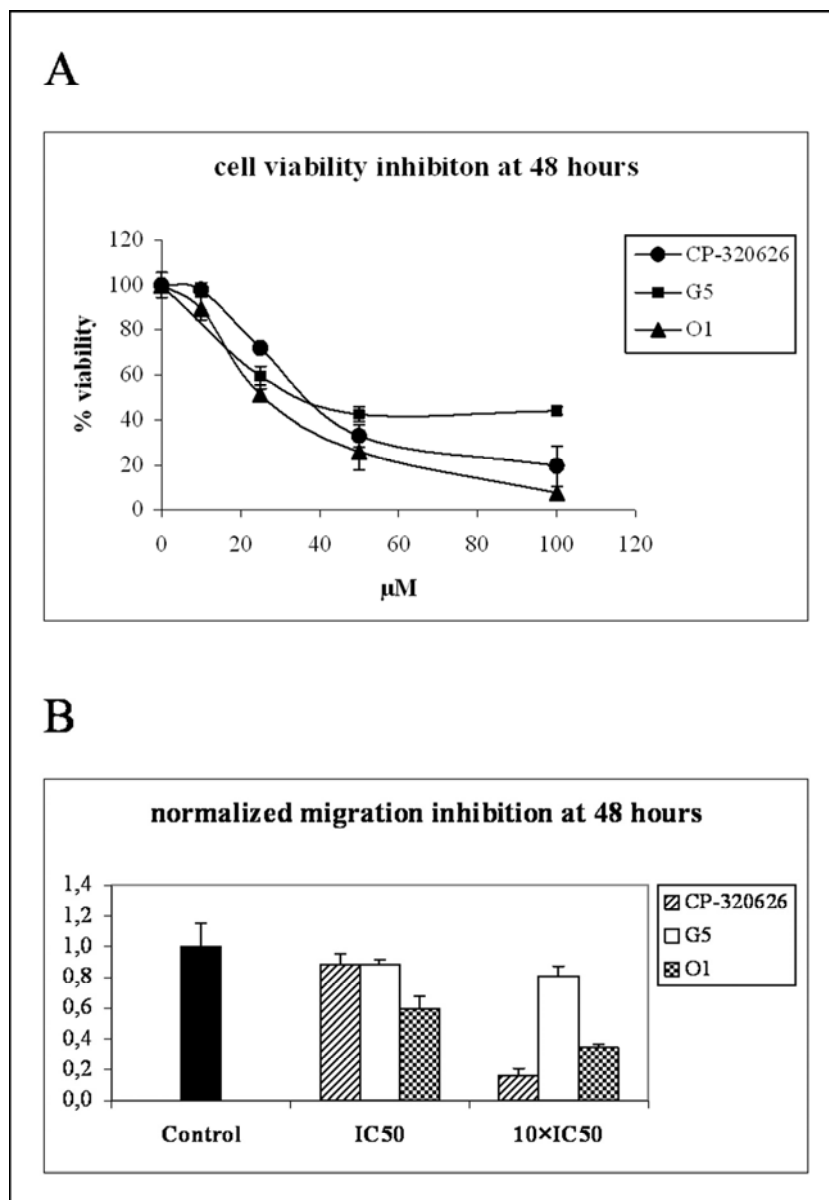 A
cell viability inhibiton at 48 hours
120
100
80
60
40
20
0
% viability
0 20 40 60 80 100 120
µM
CP-320626
G5
O1
B
normalized migration inhibition at 48 hours
1,4
1,2
1,0
0,8
0,6
0,4
0,2
0,0
Control IC50 10×IC50
CP-320626
G5
O1